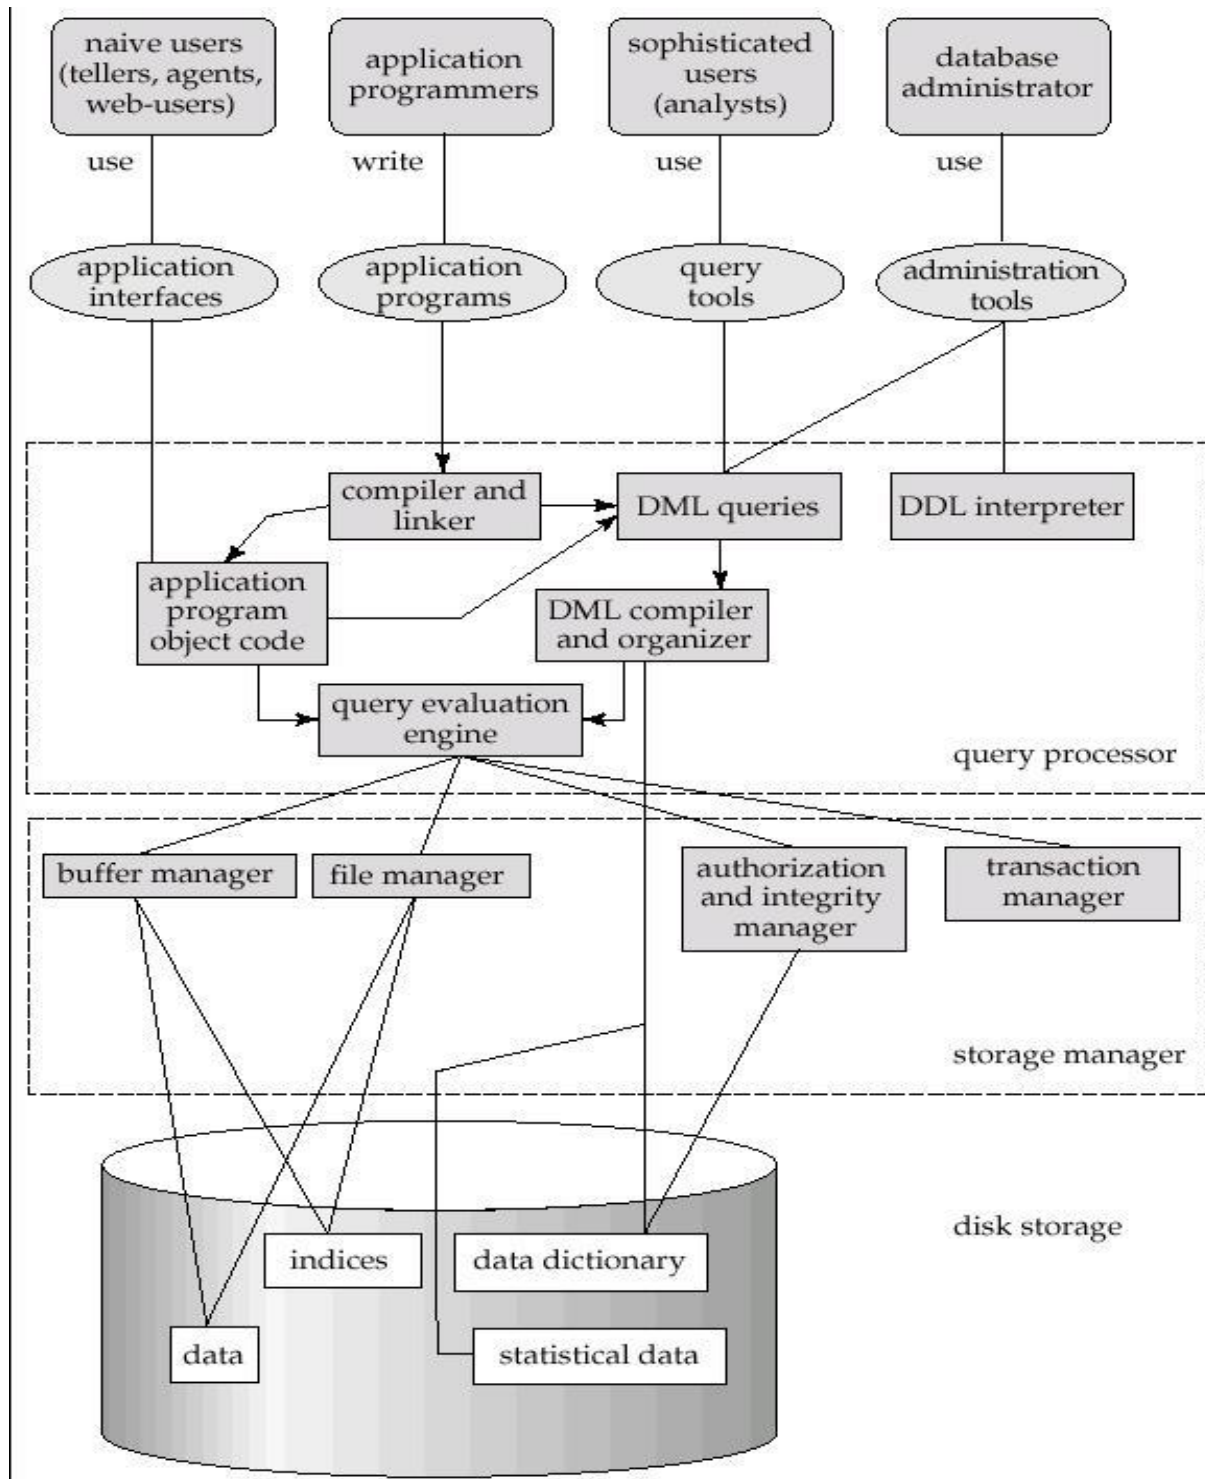 naive users
(tellers, agents,
web-users)
application
programmers
sophisticated
users
(analysts)
database
administrator
use
write
use
use
application
interfaces
application
programs
query
tools
administration
tools
compiler and
linker
DML queries
DDL interpreter
application
program
object code
DML compiler
and organizer
query evaluation
engine
query processor
buffer manager
file manager
authorization
and integrity
manager
transaction
manager
storage manager
disk storage
indices
data dictionary
data
statistical data